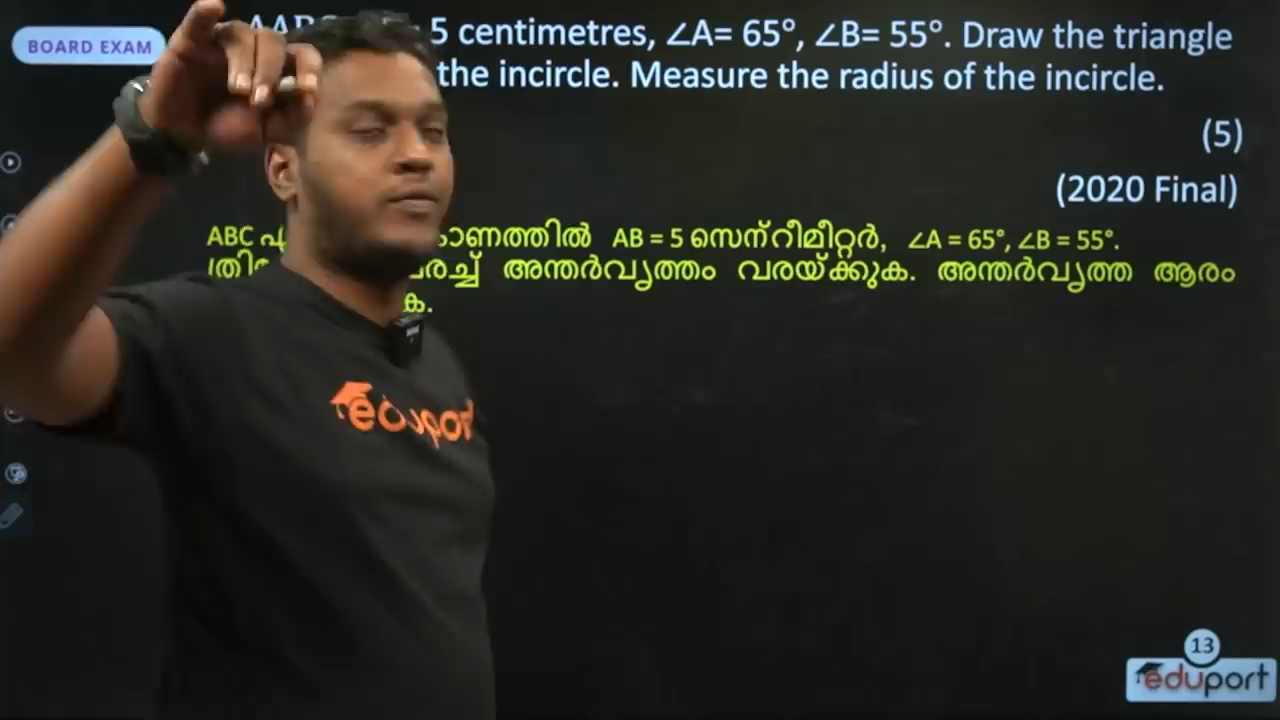 BOARD EXAM
5 centimetres, ∠A= 65°, ∠B= 55°. Draw the triangle
the incircle. Measure the radius of the incircle.
(5)
(2020 Final)
ABC AB = 5 സെന്റീമീറ്റർ, ∠A = 65°, ∠B = 55°.
അന്തർവൃത്തം വരയ്ക്കുക. അന്തർവൃത്ത ആരം
eduport
13
eduport